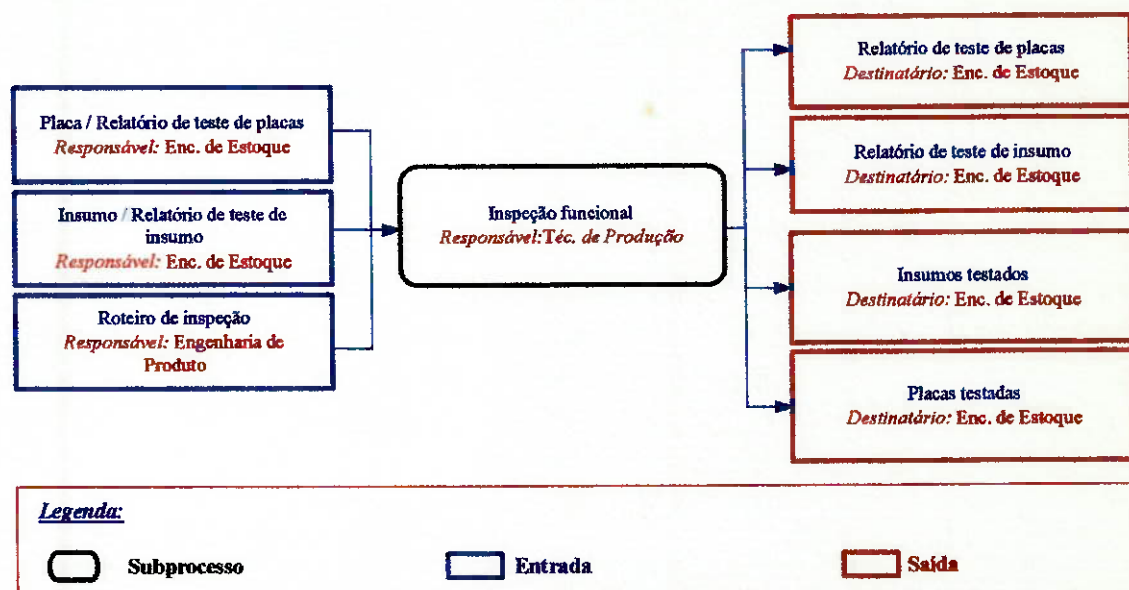 Placa / Relatório de teste de placas
Responsável: Enc. de Estoque
Insumo / Relatório de teste de
insumo
Responsável: Enc. de Estoque
Roteiro de inspeção
Responsável: Engenharia de
Produto
Inspeção funcional
Responsável:Téc. de Produção
Relatório de teste de placas
Destinatário: Enc. de Estoque
Relatório de teste de insumo
Destinatário: Enc. de Estoque
Insumos testados
Destinatário: Enc. de Estoque
Placas testadas
Destinatário: Enc. de Estoque
Legenda:
Subprocesso
Entrada
Saída